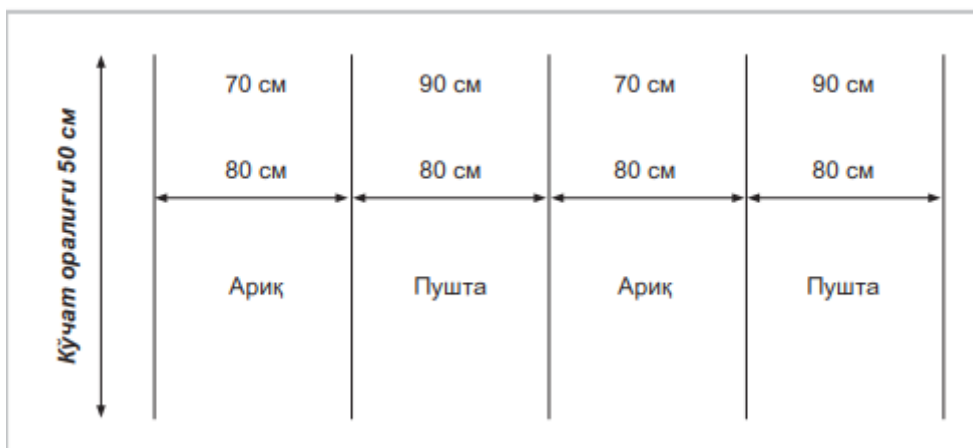 Кўчат оралиғи 50 см
70 см 90 см 70 см 90 см
80 см 80 см 80 см 80 см
Ариқ Пушта Ариқ Пушта